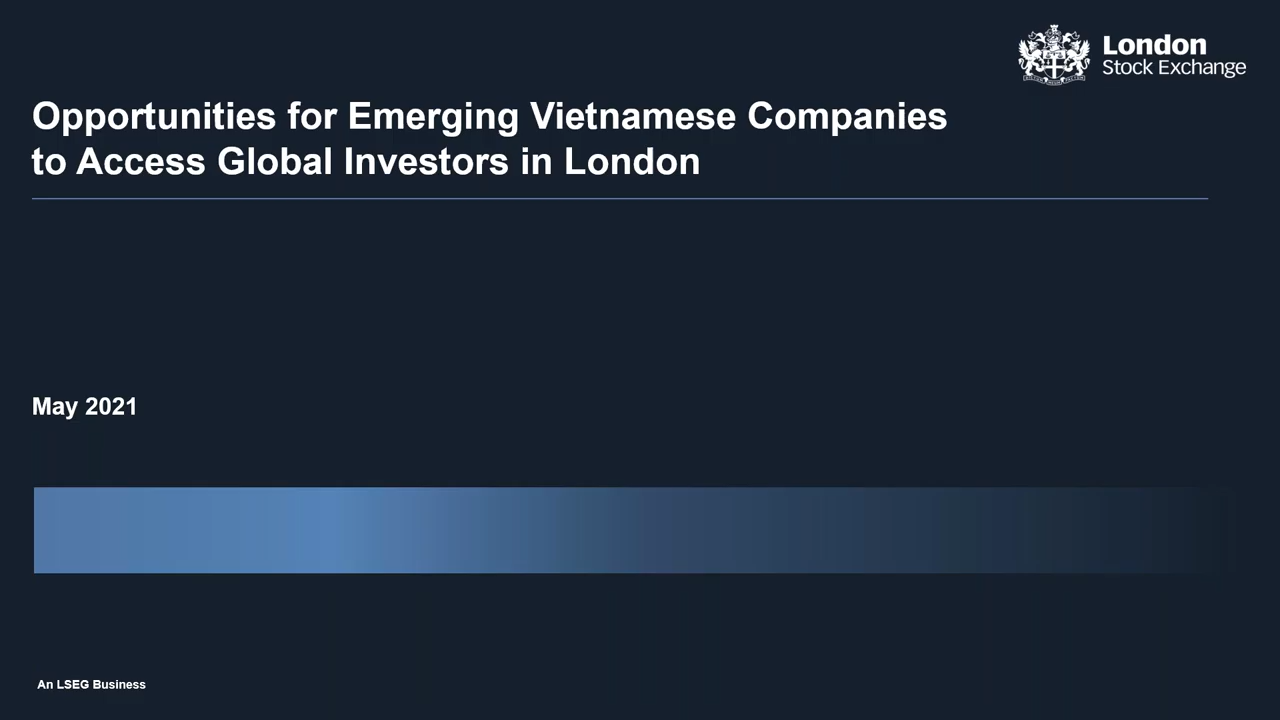 London
Stock Exchange
Opportunities for Emerging Vietnamese Companies
to Access Global Investors in London
May 2021
An LSEG Business